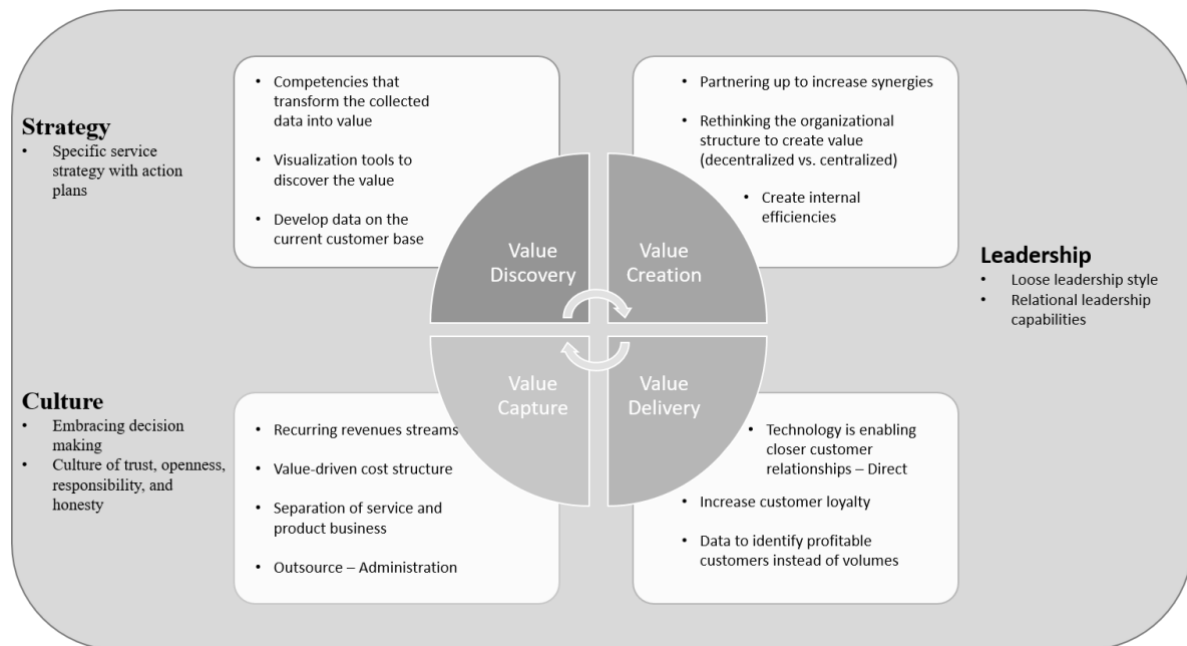 Strategy
• Specific service
strategy with action
plans
• Competencies that
transform the collected
data into value
• Visualization tools to
discover the value
• Develop data on the
current customer base
• Partnering up to increase synergies
• Rethinking the organizational
structure to create value
(decentralized vs. centralized)
• Create internal
efficiencies
Value
Discovery
Value
Creation
Leadership
• Loose leadership style
• Relational leadership
capabilities
Culture
• Embracing decision
making
• Culture of trust, openness,
responsibility, and
honesty
Value
Capture
Value
Delivery
• Recurring revenues streams
• Value-driven cost structure
• Separation of service and
product business
• Outsource – Administration
• Technology is enabling
closer customer
relationships – Direct
• Increase customer loyalty
• Data to identify profitable
customers instead of volumes